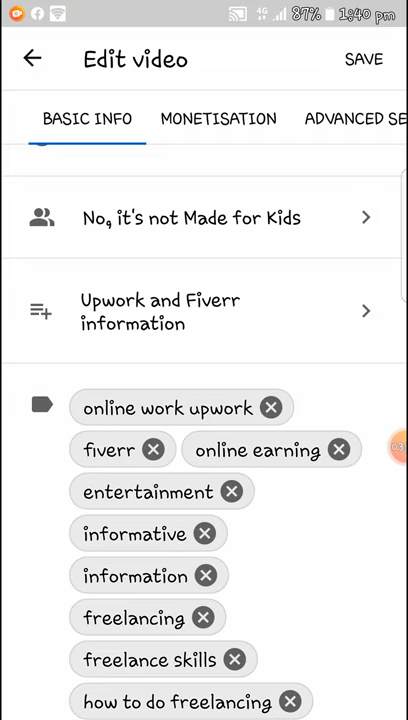 4G 87% 1:40 pm
Edit video SAVE
BASIC INFO MONETISATION ADVANCED SE
No, it's not Made for Kids
Upwork and Fiverr
information
online work upwork
fiverr online earning
entertainment
informative
information
freelancing
freelance skills
how to do freelancing